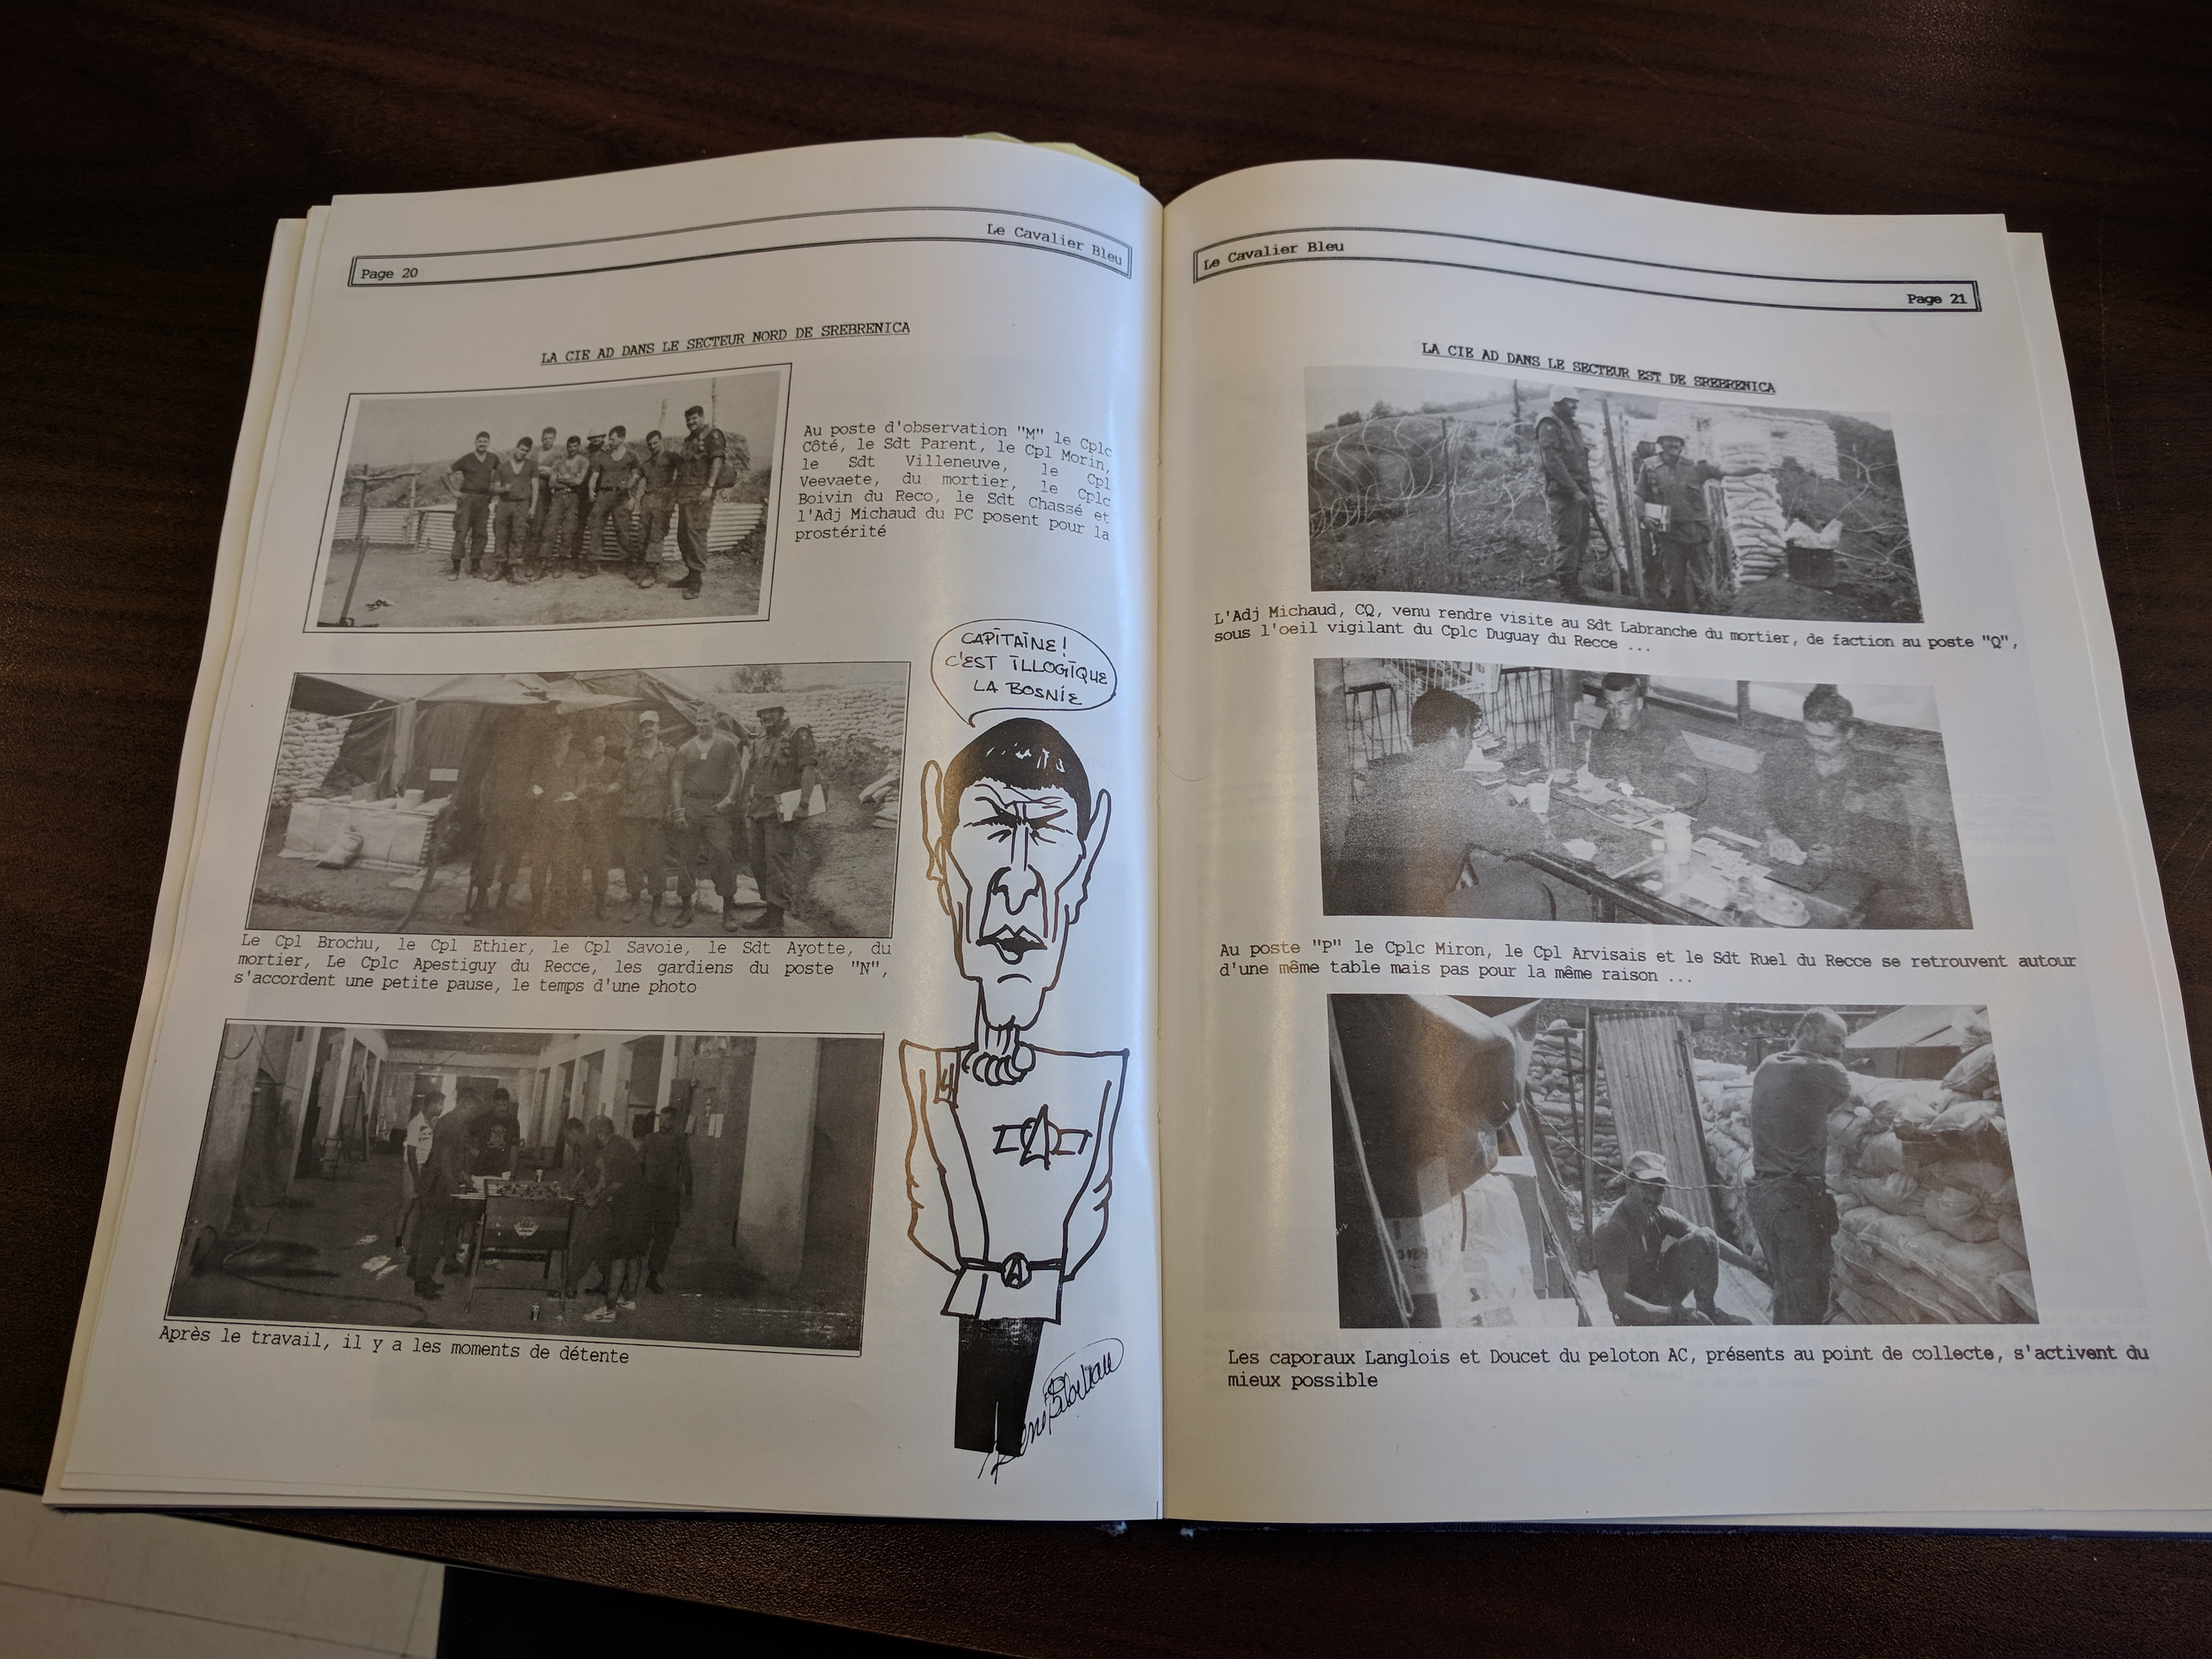 Page 20
Le Cavalier Bleu
LA CIE AD DANS LE SECTEUR NORD DE SREBRENICA
Au poste d'observation "M" le Cplc
Côté, le Sdt Parent, le Cpl Morin,
le Sdt Villeneuve, le Cpl
Veevaete, du mortier, le Cplc
Boivin du Reco, le Sdt Chassé et
l'Adj Michaud du PC posent pour la
prostérité
CAPITAINE!
C'EST ILLOGIQUE
LA BOSNIE
Le Cpl Brochu, le Cpl Ethier, le Cpl Savoie, le Sdt Ayotte, du
mortier, Le Cplc Apestiguy du Recce, les gardiens du poste "N",
s'accordent une petite pause, le temps d'une photo
Après le travail, il y a les moments de détente
Le Cavalier Bleu
Page 21
LA CIE AD DANS LE SECTEUR EST DE SREBRENICA
L'Adj Michaud, CQ, venu rendre visite au Sdt Labranche du mortier, de faction au poste "Q",
sous l'oeil vigilant du Cplc Duguay du Recce ...
Au poste "P" le Cplc Miron, le Cpl Arvisais et le Sdt Ruel du Recce se retrouvent autour
d'une même table mais pas pour la même raison ...
Les caporaux Langlois et Doucet du peloton AC, présents au point de collecte, s'activent du
mieux possible